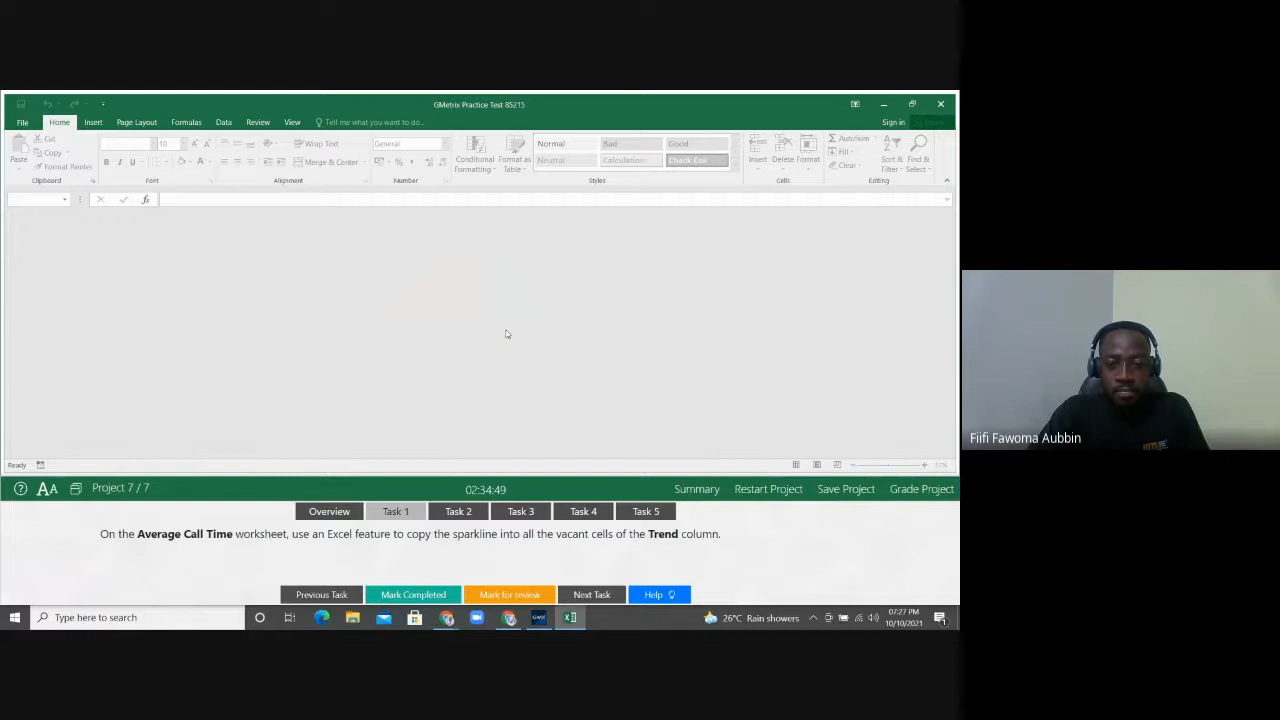 GMetrix Practice Test 85215
File Home Insert Page Layout Formulas Data Review View Tell me what you want to do... Sign in
Cut
Copy
Format Painter
Paste
Clipboard
10
B I U
Font
Wrap Text
Merge & Center
Alignment
General
Number
Conditional
Formatting
Format as
Table
Normal Bad Good
Neutral Calculation Check Cell
Styles
Insert Delete Format
Cells
AutoSum
Fill
Clear
Sort &
Filter
Find &
Select
Editing
fx
Ready
Project 7 / 7
02:34:49
Summary Restart Project Save Project Grade Project
Overview Task 1 Task 2 Task 3 Task 4 Task 5
On the Average Call Time worksheet, use an Excel feature to copy the sparkline into all the vacant cells of the Trend column.
Previous Task Mark Completed Mark for review Next Task Help
Type here to search
26°C Rain showers
07:27 PM
10/10/2021
Fiifi Fawoma Aubbin